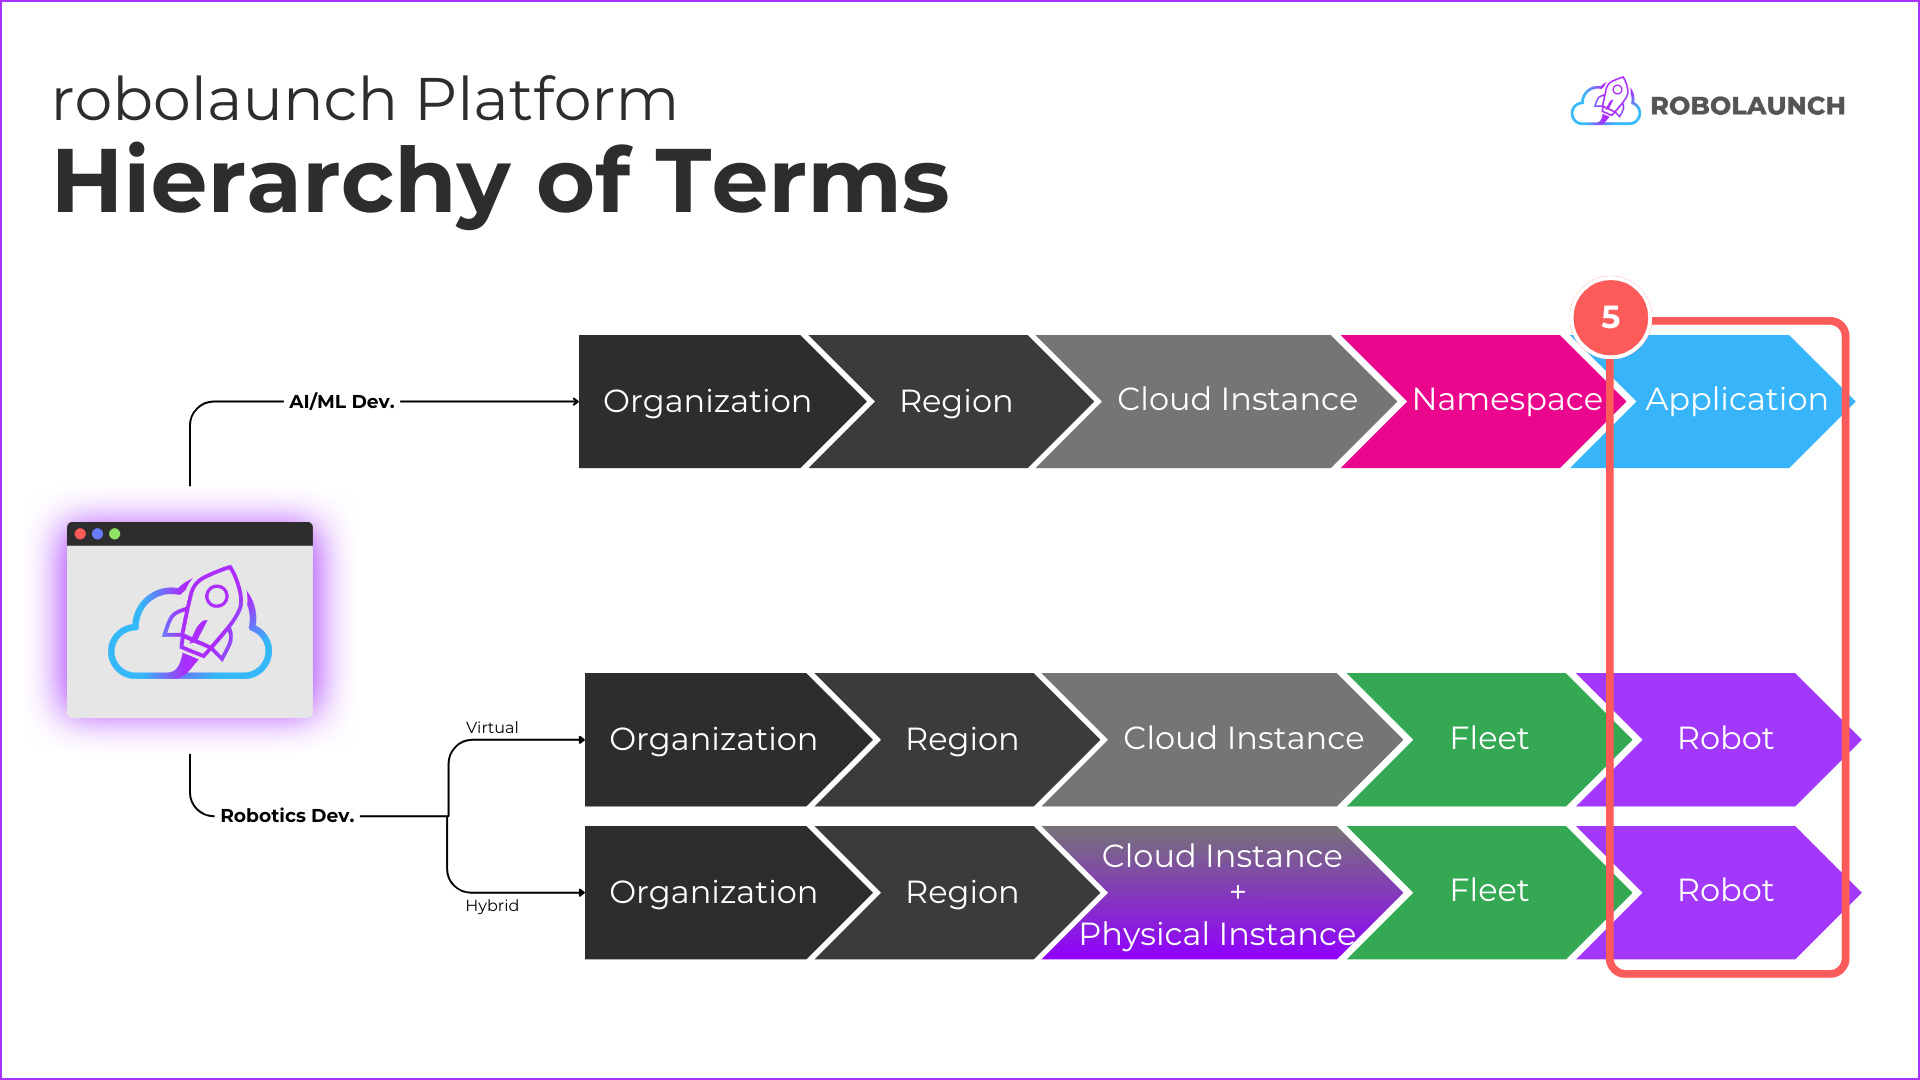 robolaunch Platform
Hierarchy of Terms
ROBOLAUNCH
5
AI/ML Dev.
Organization
Region
Cloud Instance
Namespace
Application
Virtual
Organization
Region
Cloud Instance
Fleet
Robot
Robotics Dev.
Hybrid
Organization
Region
Cloud Instance
+
Physical Instance
Fleet
Robot